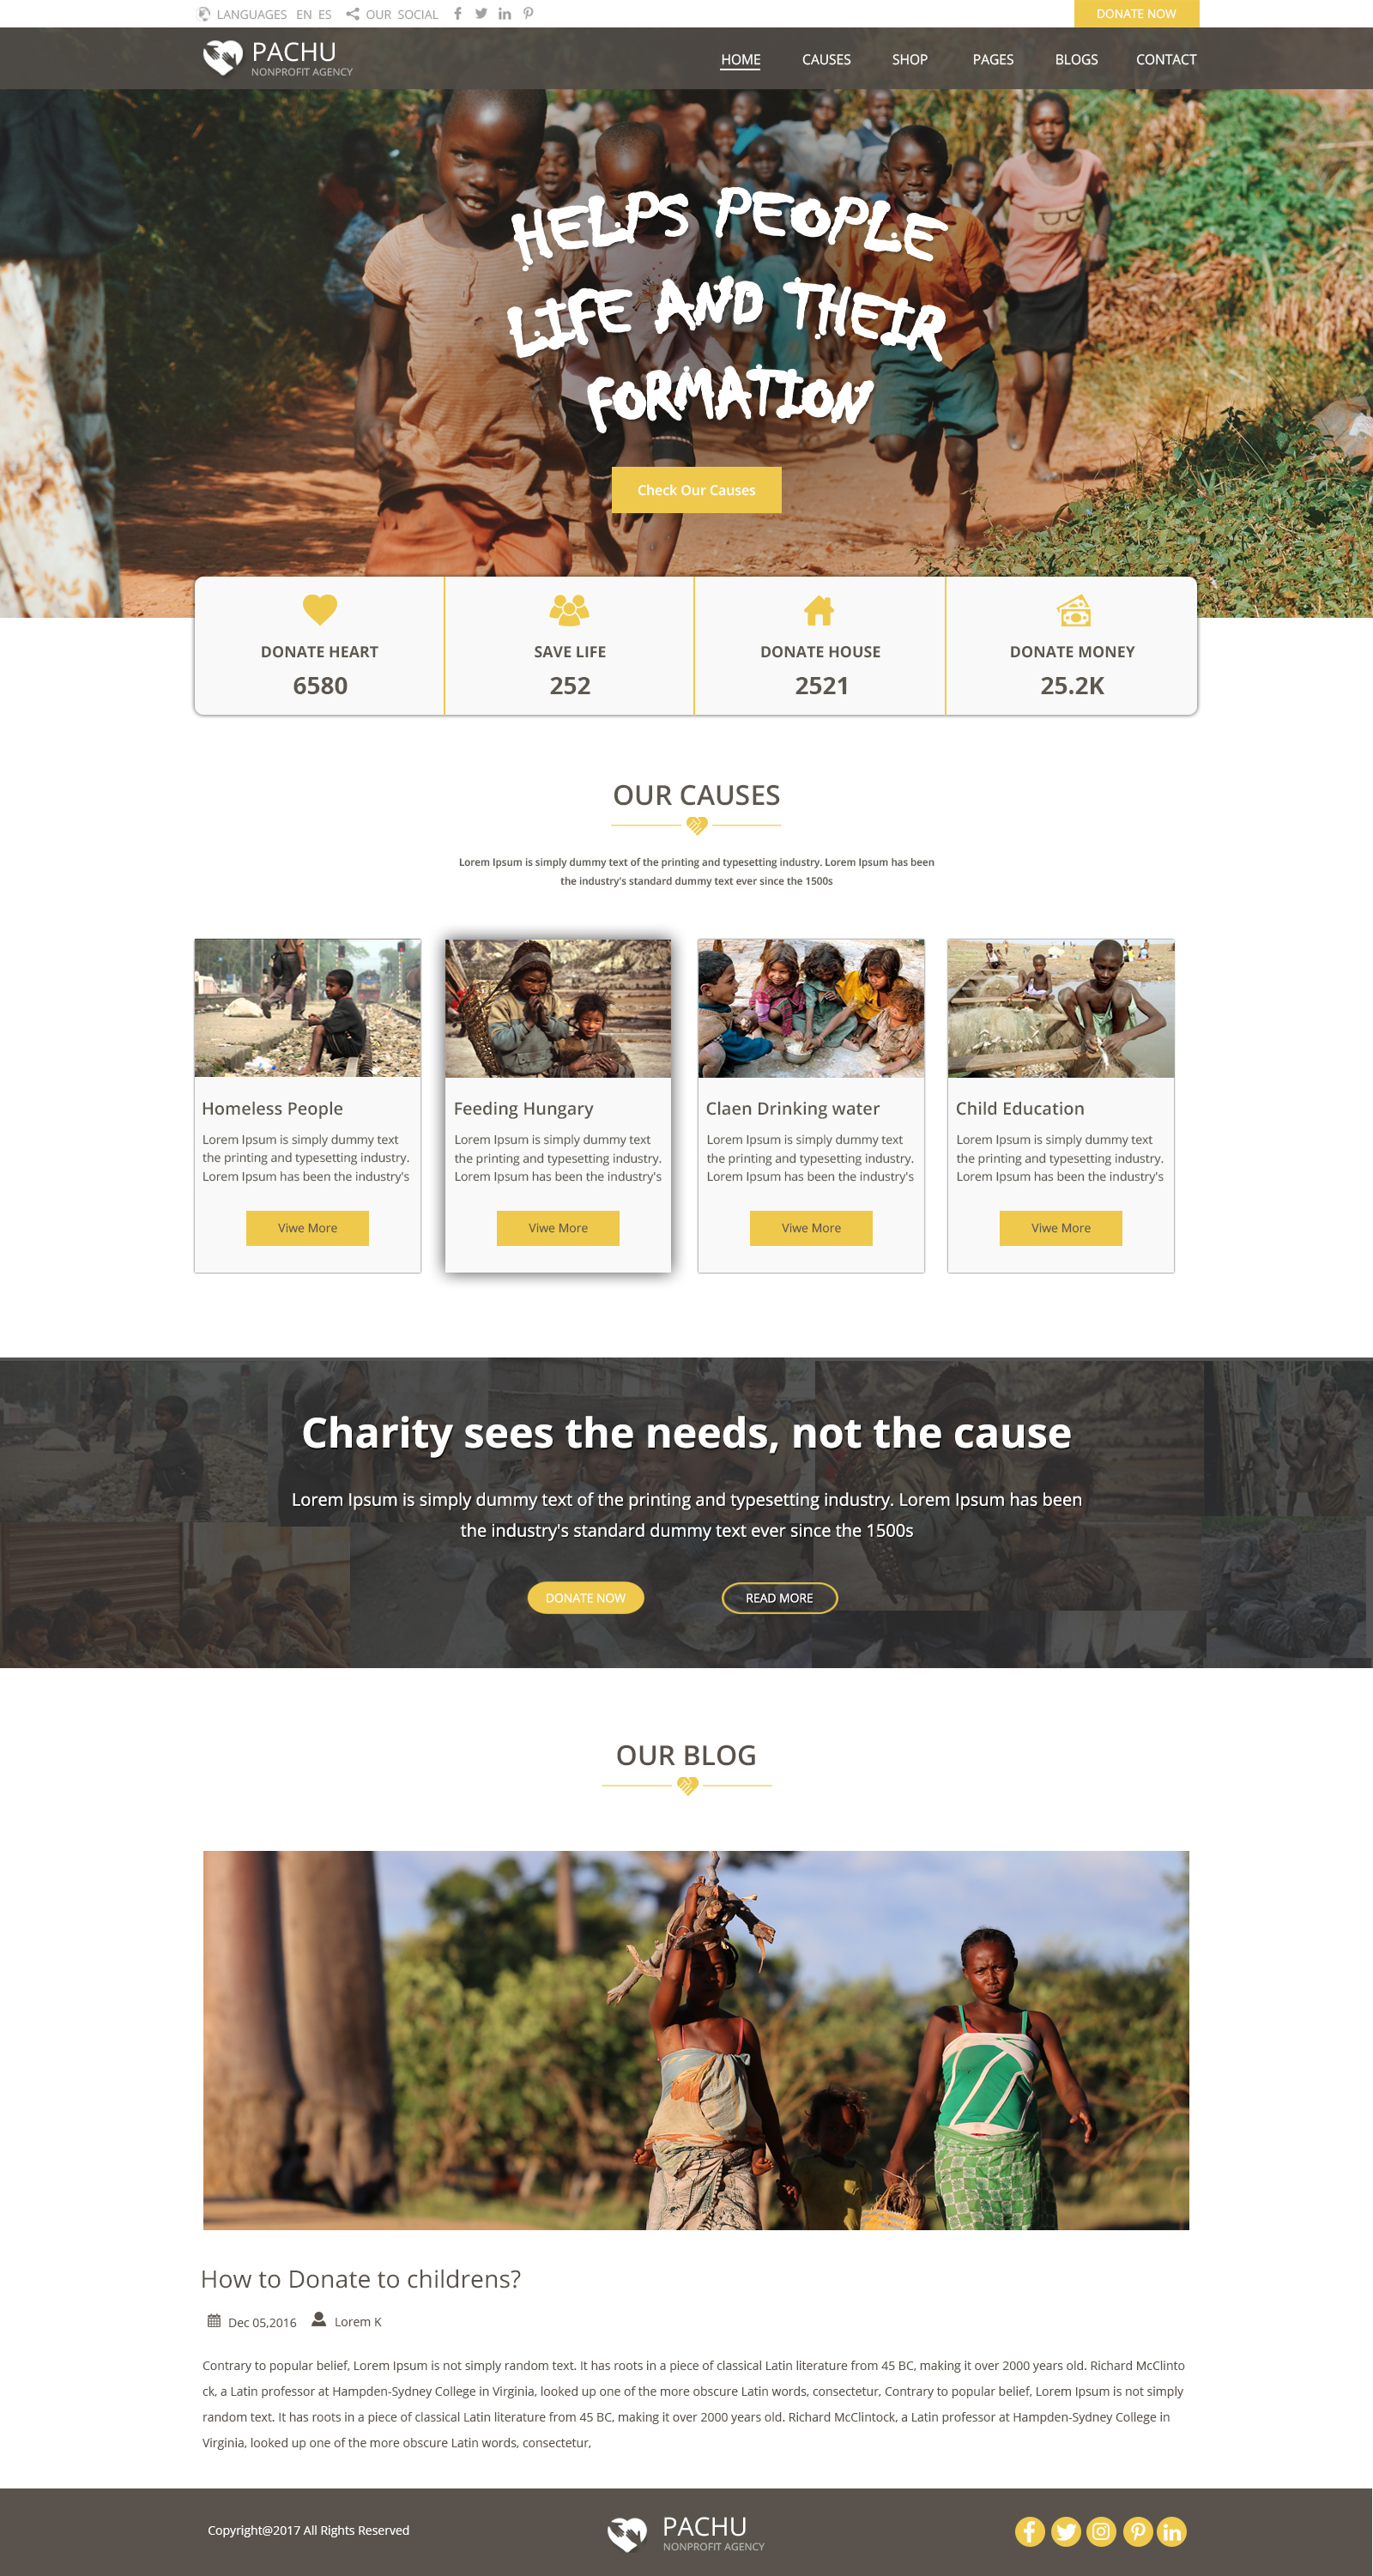 LANGUAGES EN ES OUR SOCIAL
DONATE NOW
PACHU
NONPROFIT AGENCY
HOME CAUSES SHOP PAGES BLOGS CONTACT
HELPS PEOPLE
LIFE AND THEIR
FORMATION
Check Our Causes
DONATE HEART
6580
SAVE LIFE
252
DONATE HOUSE
2521
DONATE MONEY
25.2K
OUR CAUSES
Lorem Ipsum is simply dummy text of the printing and typesetting industry. Lorem Ipsum has been
the industry's standard dummy text ever since the 1500s
Homeless People
Lorem Ipsum is simply dummy text
the printing and typesetting industry.
Lorem Ipsum has been the industry's
Viwe More
Feeding Hungary
Lorem Ipsum is simply dummy text
the printing and typesetting industry.
Lorem Ipsum has been the industry's
Viwe More
Claen Drinking water
Lorem Ipsum is simply dummy text
the printing and typesetting industry.
Lorem Ipsum has been the industry's
Viwe More
Child Education
Lorem Ipsum is simply dummy text
the printing and typesetting industry.
Lorem Ipsum has been the industry's
Viwe More
Charity sees the needs, not the cause
Lorem Ipsum is simply dummy text of the printing and typesetting industry. Lorem Ipsum has been
the industry's standard dummy text ever since the 1500s
DONATE NOW
READ MORE
OUR BLOG
How to Donate to childrens?
Dec 05,2016 Lorem K
Contrary to popular belief, Lorem Ipsum is not simply random text. It has roots in a piece of classical Latin literature from 45 BC, making it over 2000 years old. Richard McClinto
ck, a Latin professor at Hampden-Sydney College in Virginia, looked up one of the more obscure Latin words, consectetur, Contrary to popular belief, Lorem Ipsum is not simply
random text. It has roots in a piece of classical Latin literature from 45 BC, making it over 2000 years old. Richard McClintock, a Latin professor at Hampden-Sydney College in
Virginia, looked up one of the more obscure Latin words, consectetur,
Copyright@2017 All Rights Reserved
PACHU
NONPROFIT AGENCY